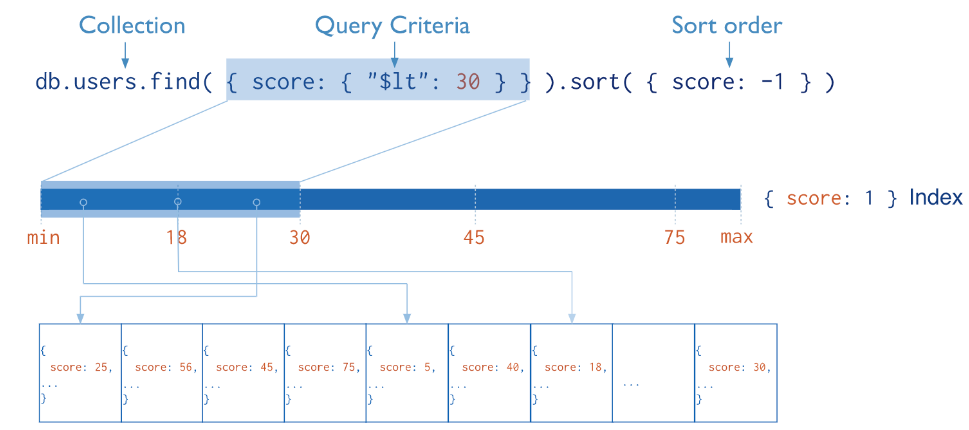 Collection Query Criteria Sort order
db.users.find( { score: { "$lt": 30 } } ).sort( { score: -1 } )
{ score: 1 } Index
min 18 30 45 75 max
{ { { { { { { {
score: 25, score: 56, score: 45, score: 75, score: 5, score: 40, score: 18, score: 30,
... ... ... ... ... ... ... ... ...
} } } } } } } }